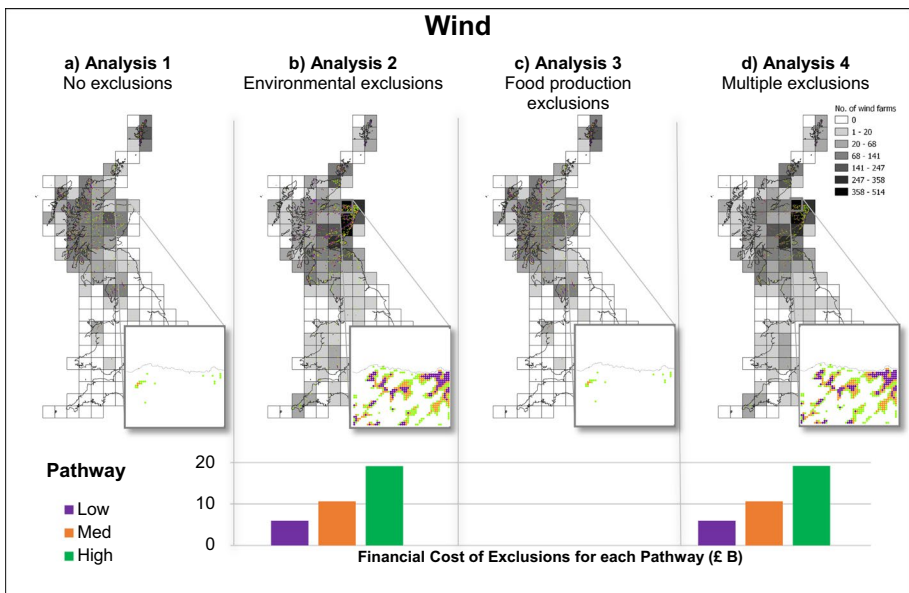 Wind
a) Analysis 1
No exclusions
b) Analysis 2
Environmental exclusions
c) Analysis 3
Food production
exclusions
d) Analysis 4
Multiple exclusions
No. of wind farms
0
1 - 20
20 - 68
68 - 141
141 - 247
247 - 358
358 - 514
Pathway
Low
Med
High
20
10
0
Financial Cost of Exclusions for each Pathway (£ B)